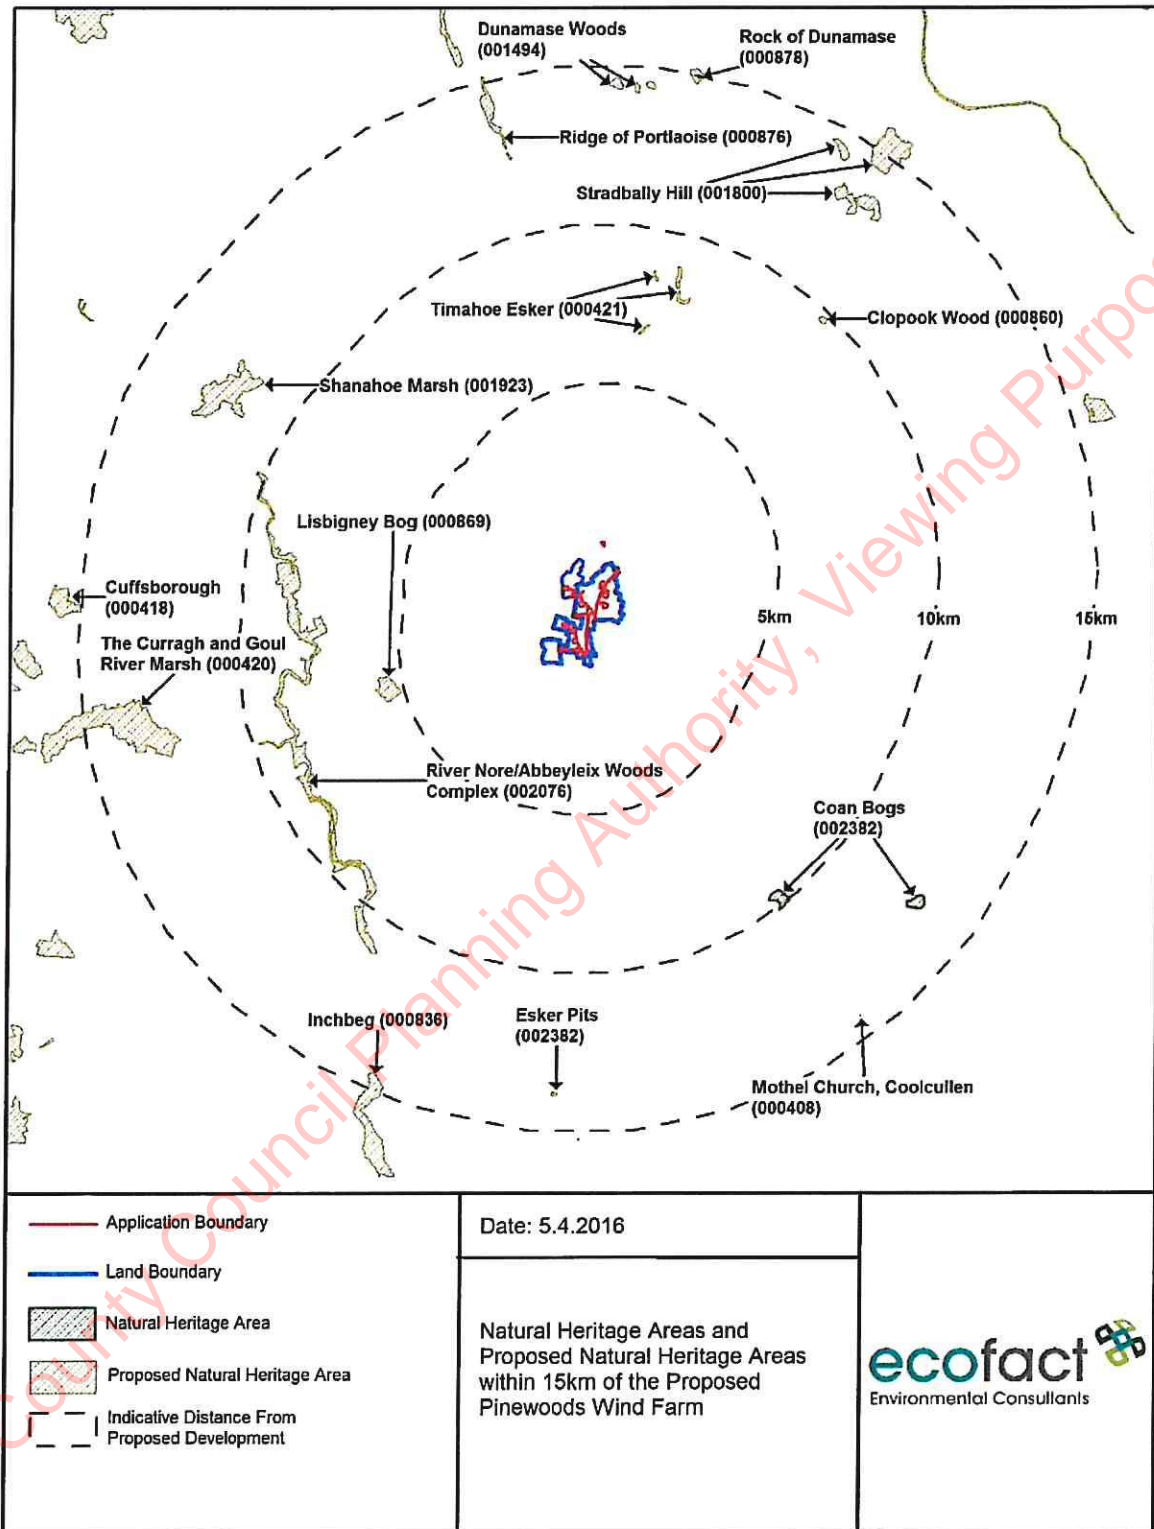 Dunamase Woods
(001494)
Rock of Dunamase
(000878)
Ridge of Portlaoise (000876)
Stradbally Hill (001800)
Timahoe Esker (000421)
Clopook Wood (000860)
Shanahoe Marsh (001923)
Lisbigney Bog (000869)
Cuffsborough
(000418)
The Curragh and Goul
River Marsh (000420)
5km
10km
15km
River Nore/Abbeyleix Woods
Complex (002076)
Coan Bogs
(002382)
Inchbeg (000836)
Esker Pits
(002382)
Mothel Church, Coolcullen
(000408)
County Council Planning Authority, Viewing Purpo
Application Boundary
Land Boundary
Natural Heritage Area
Proposed Natural Heritage Area
Indicative Distance From
Proposed Development
Date: 5.4.2016
Natural Heritage Areas and
Proposed Natural Heritage Areas
within 15km of the Proposed
Pinewoods Wind Farm
ecofact
Environmental Consultants